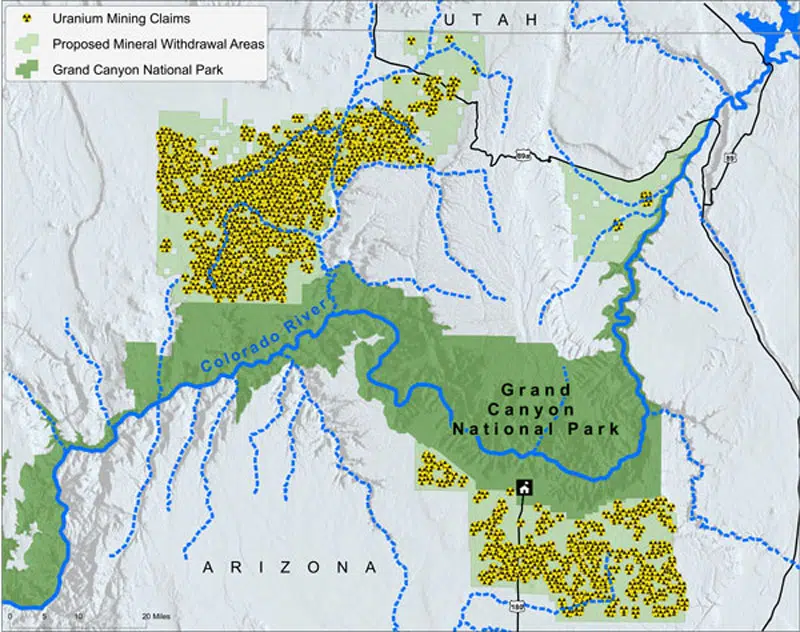 Uranium Mining Claims
Proposed Mineral Withdrawal Areas
Grand Canyon National Park
UTAH
89a
89
Colorado River
Grand
Canyon
National Park
ARIZONA
180
0 5 10 20 Miles